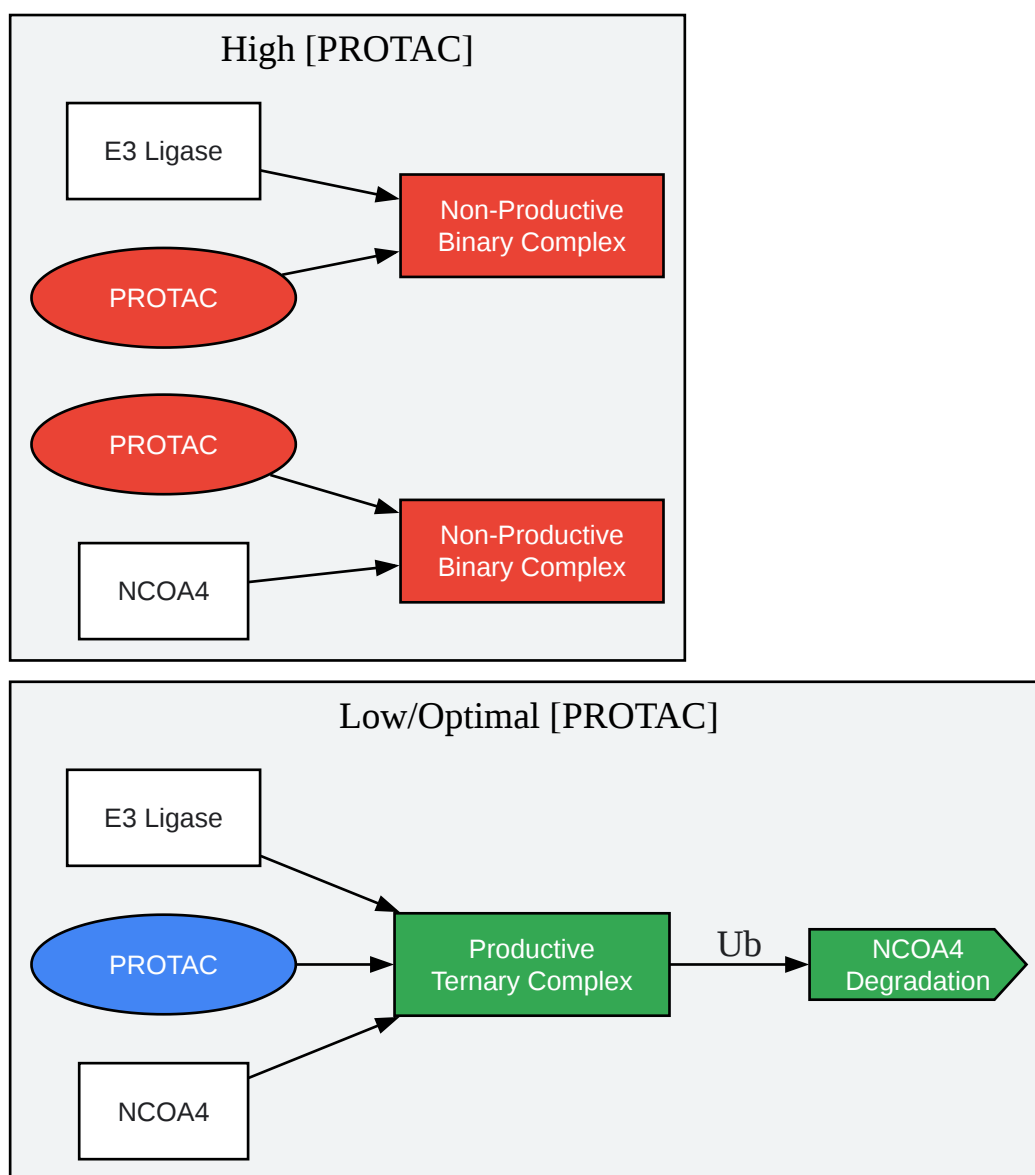 High [PROTAC]
E3 Ligase
Non-Productive
Binary Complex
PROTAC
PROTAC
Non-Productive
Binary Complex
NCOA4
Low/Optimal [PROTAC]
E3 Ligase
PROTAC
Productive
Ternary Complex
Ub
NCOA4
Degradation
NCOA4